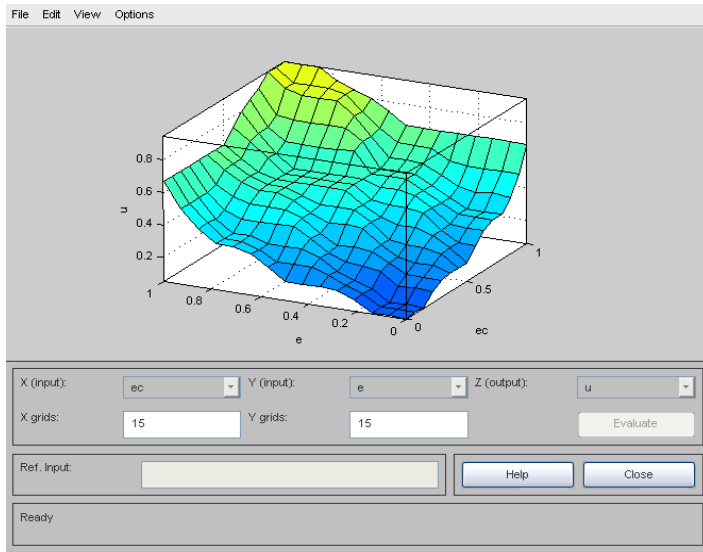 File Edit View Options
0.8
0.6
0.4
0.2
u
1
0.8
0.6
0.4
0.2
0
e
0
0.5
1
ec
X (input): ec Y (input): e Z (output): u
X grids: 15 Y grids: 15 Evaluate
Ref. Input: Help Close
Ready